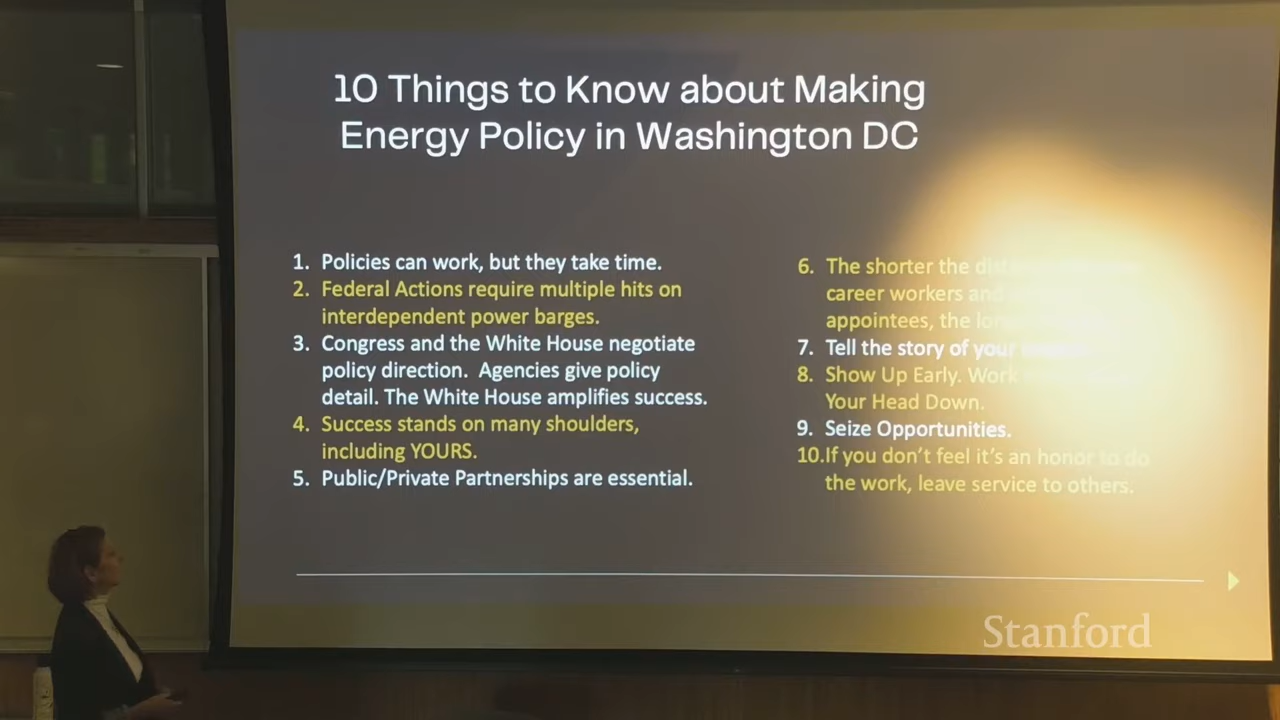 10 Things to Know about Making
Energy Policy in Washington DC
1. Policies can work, but they take time.
2. Federal Actions require multiple hits on
interdependent power barges.
3. Congress and the White House negotiate
policy direction. Agencies give policy
detail. The White House amplifies success.
4. Success stands on many shoulders,
including YOURS.
5. Public/Private Partnerships are essential.
6. The shorter the
career workers
appointees, the
7. Tell the story of your
8. Show Up Early. Work
Your Head Down.
9. Seize Opportunities.
10.If you don't feel it's an honor to do
the work, leave service to others.
Stanford